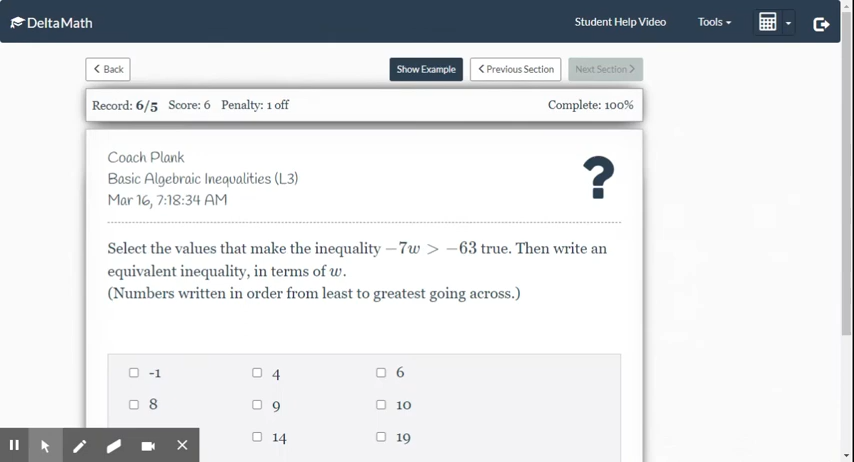 DeltaMath Student Help Video Tools
Back Show Example Previous Section Next Section
Record: 6/5 Score: 6 Penalty: 1 off Complete: 100%
Coach Plank
Basic Algebraic Inequalities (L3)
Mar 16, 7:18:34 AM
?
Select the values that make the inequality −7w > −63 true. Then write an
equivalent inequality, in terms of w.
(Numbers written in order from least to greatest going across.)
-1 4 6
8 9 10
14 19